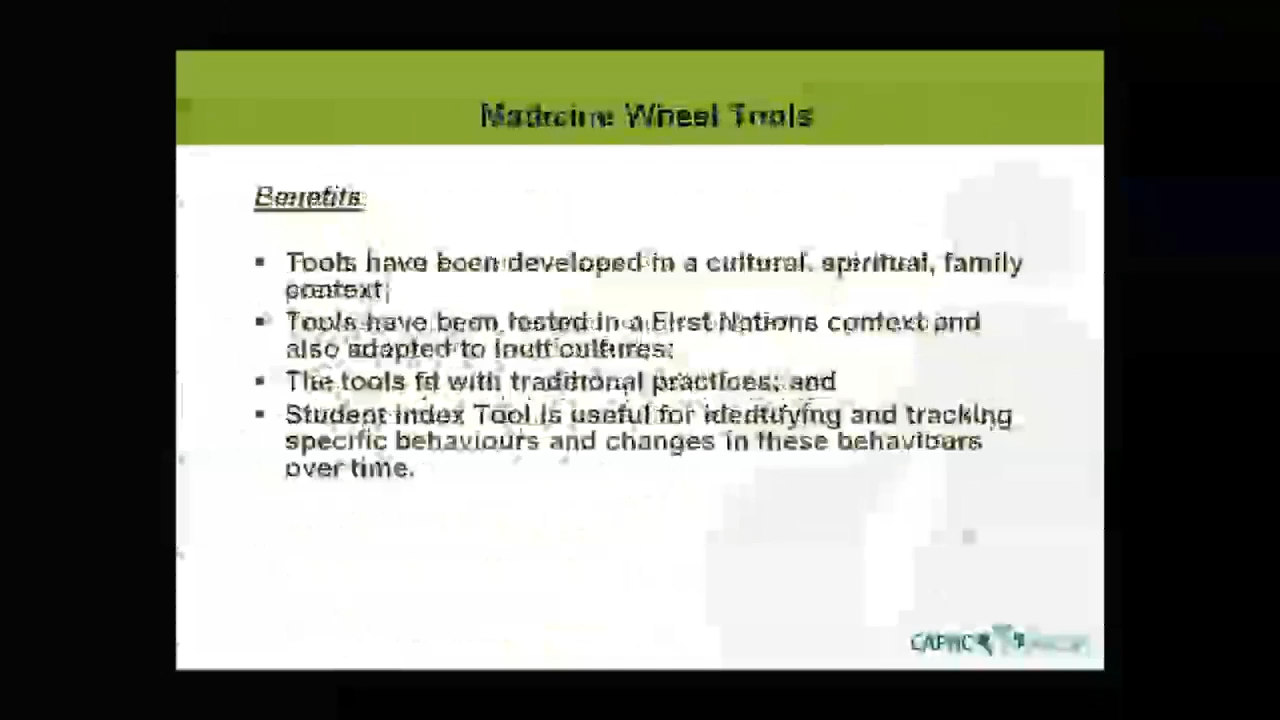 Medicine Wheel Tools
Benefits
▪ Tools have been developed in a cultural, spiritual, family
context;
▪ Tools have been tested in a First Nations context and
also adapted to Inuit cultures;
▪ The tools fit with traditional practices; and
▪ Student Index Tool is useful for identifying and tracking
specific behaviours and changes in these behaviours
over time.